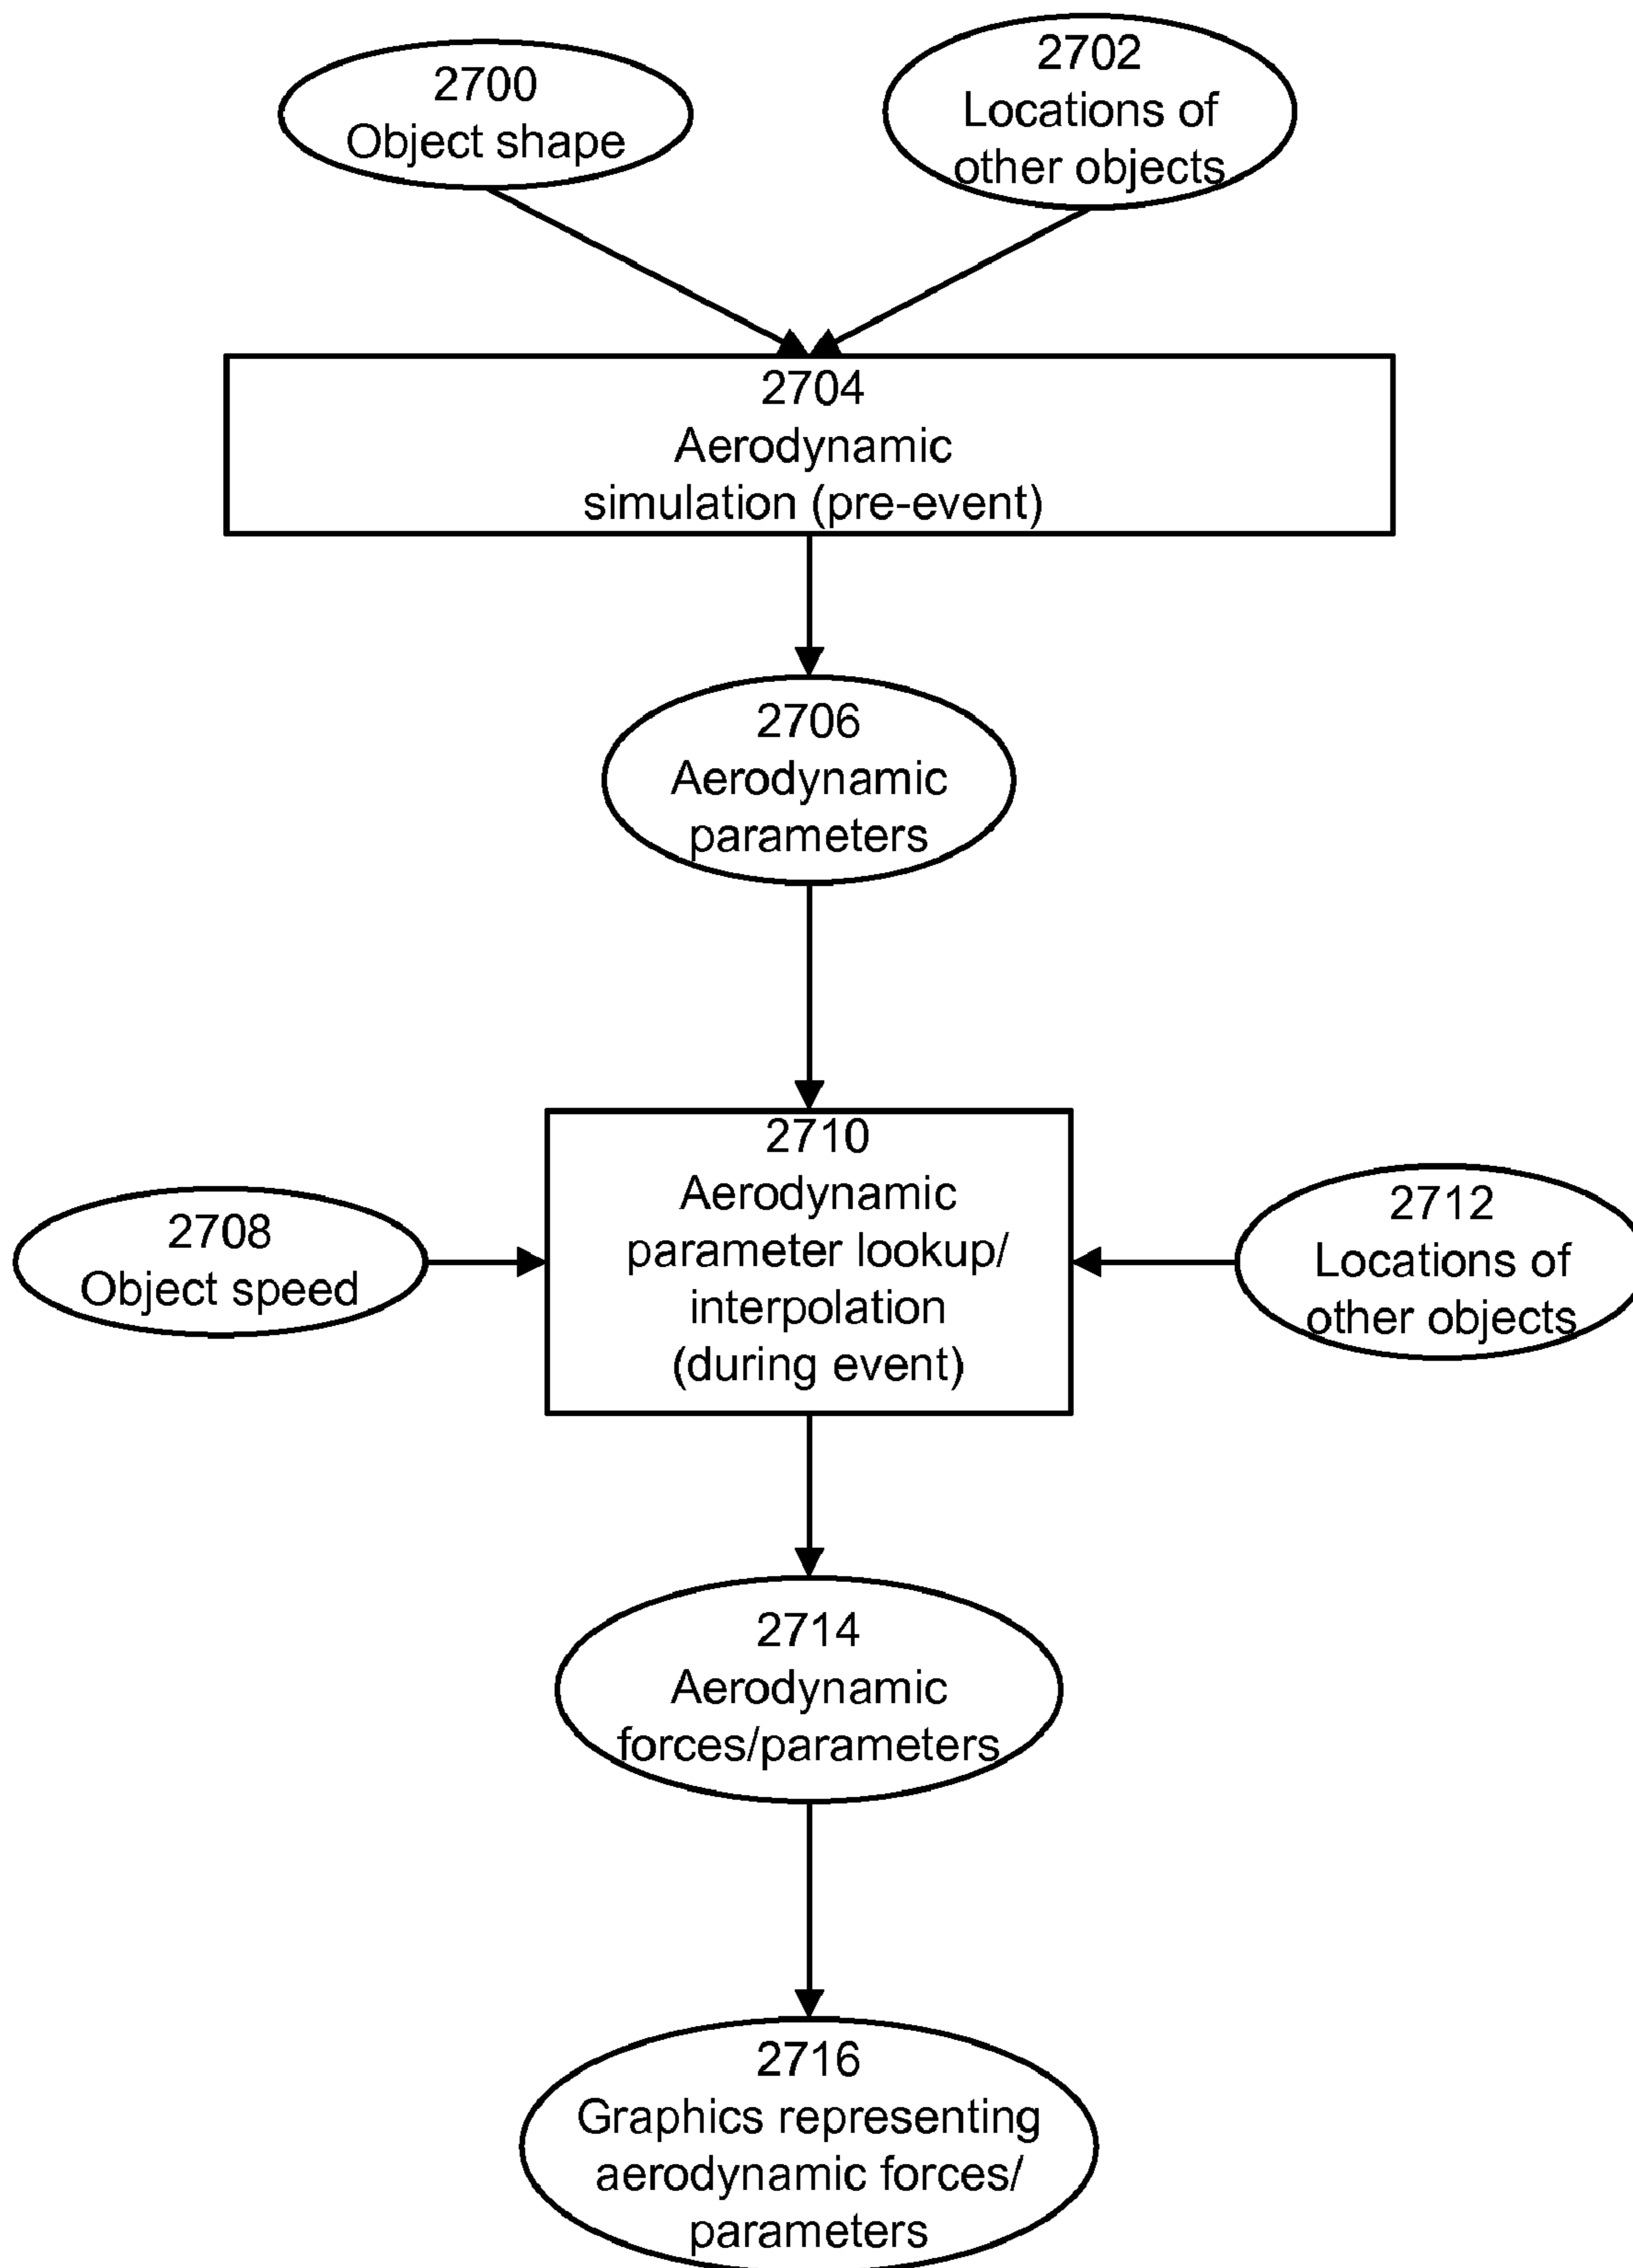 2700
Object shape
2702
Locations of
other objects
2704
Aerodynamic
simulation (pre-event)
2706
Aerodynamic
parameters
2710
Aerodynamic
parameter lookup/
interpolation
(during event)
2708
Object speed
2712
Locations of
other objects
2714
Aerodynamic
forces/parameters
2716
Graphics representing
aerodynamic forces/
parameters